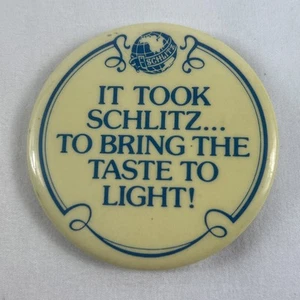 SCHLITZ
IT TOOK
SCHLITZ...
TO BRING THE
TASTE TO
LIGHT!